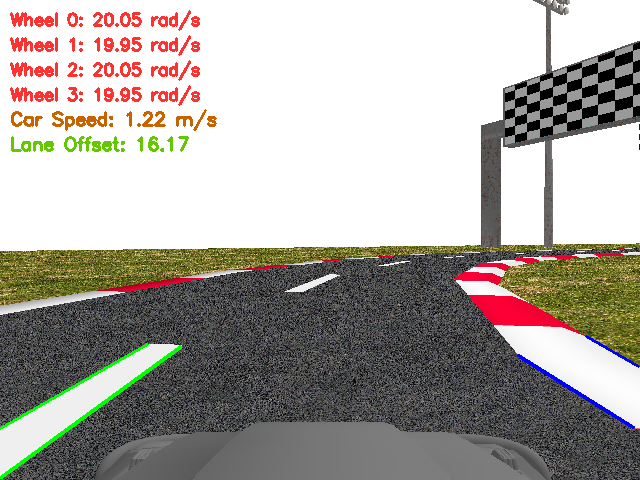 Wheel 0: 20.05 rad/s
Wheel 1: 19.95 rad/s
Wheel 2: 20.05 rad/s
Wheel 3: 19.95 rad/s
Car Speed: 1.22 m/s
Lane Offset: 16.17